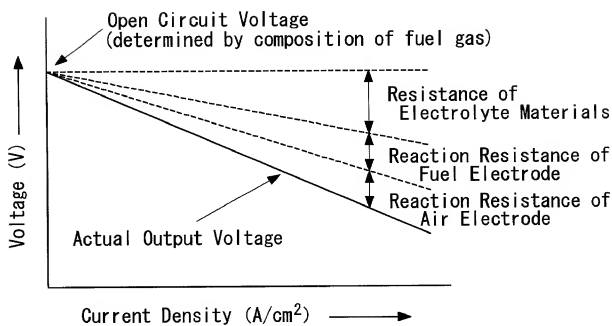 Open Circuit Voltage
(determined by composition of fuel gas)
Voltage (V)
Resistance of
Electrolyte Materials
Reaction Resistance of
Fuel Electrode
Reaction Resistance of
Air Electrode
Actual Output Voltage
Current Density (A/cm²)